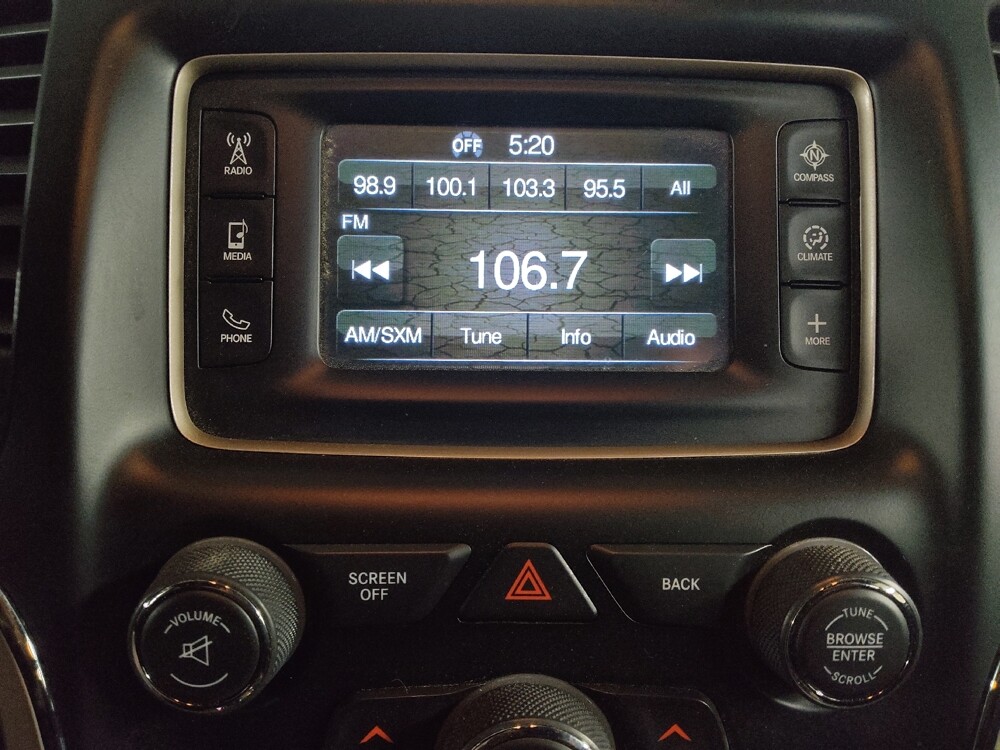 OFF 5:20
98.9 100.1 103.3 95.5 All
FM
106.7
AM/SXM Tune Info Audio
RADIO
MEDIA
PHONE
N
COMPASS
CLIMATE
MORE
VOLUME
SCREEN
OFF
BACK
TUNE
BROWSE
ENTER
SCROLL